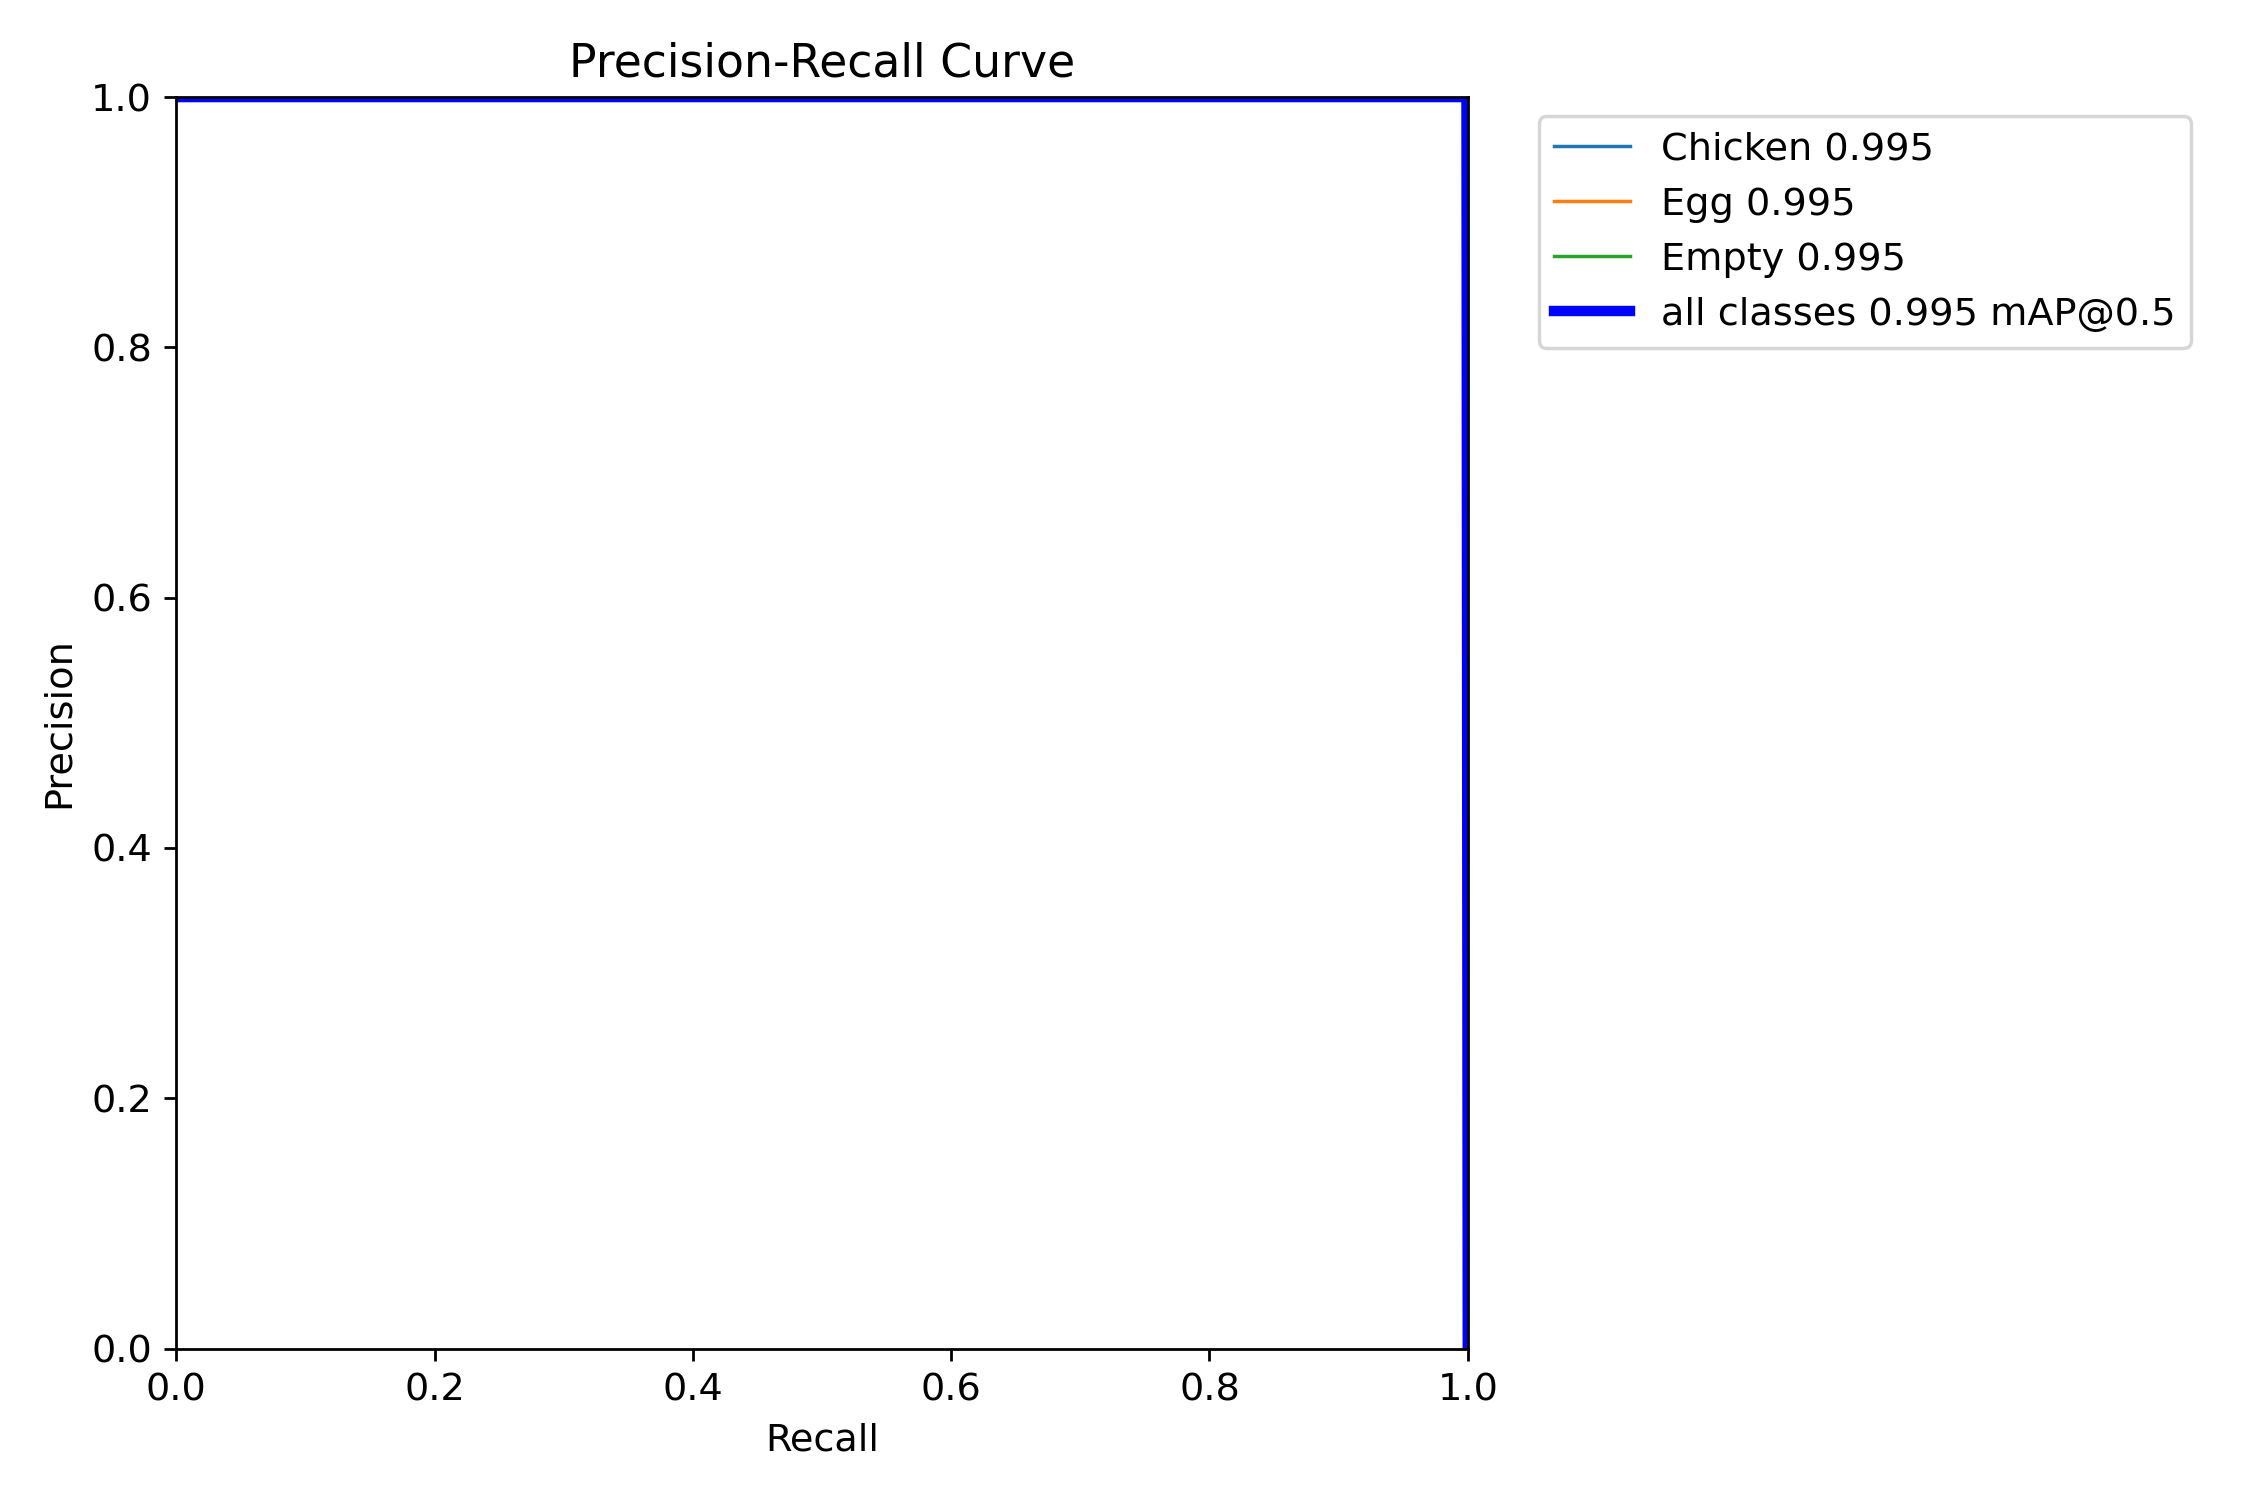 Precision-Recall Curve
1.0
0.8
0.6
0.4
0.2
0.0
Precision
0.0 0.2 0.4 0.6 0.8 1.0
Recall
Chicken 0.995
Egg 0.995
Empty 0.995
all classes 0.995 mAP@0.5